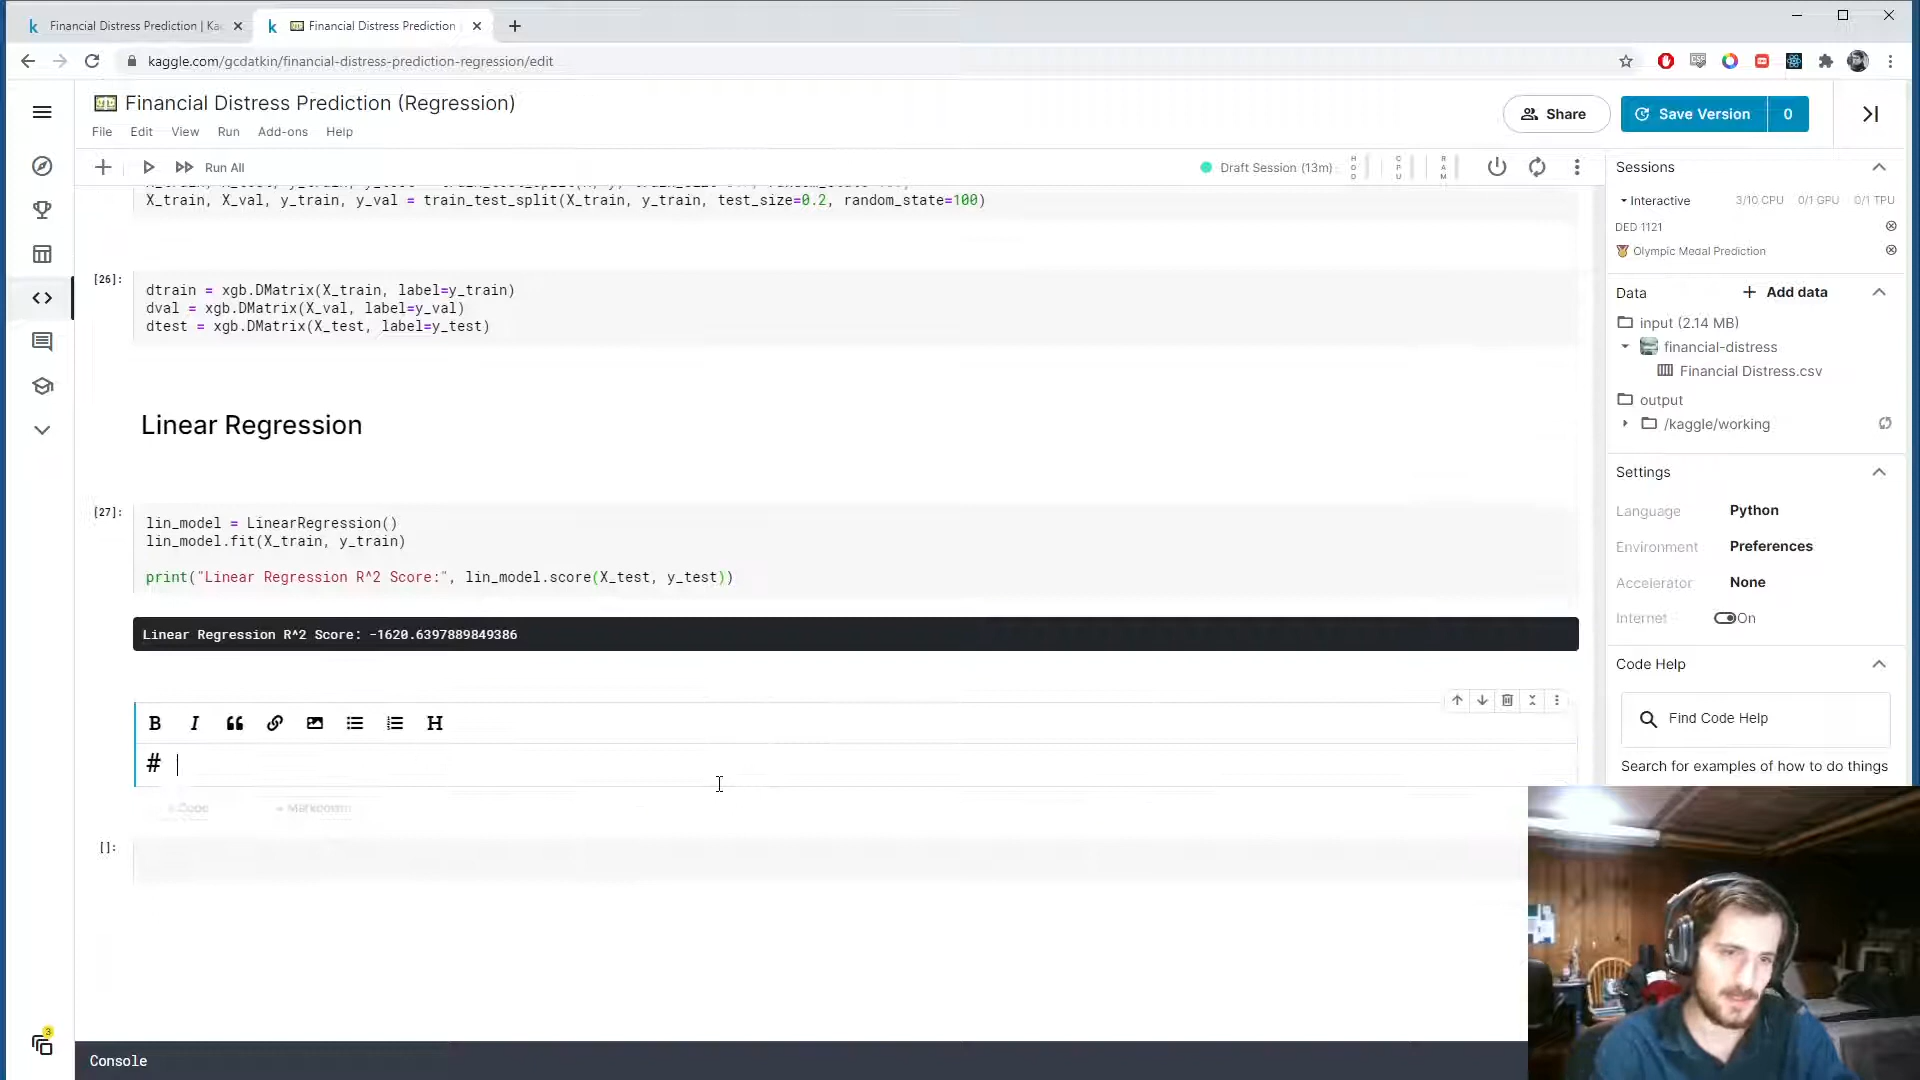 Financial Distress Prediction | Ka
Financial Distress Prediction
kaggle.com/gcdatkin/financial-distress-prediction-regression/edit
Financial Distress Prediction (Regression)
File Edit View Run Add-ons Help
Share
Save Version 0
Run All
Draft Session (13m)
X_train, X_val, y_train, y_val = train_test_split(X_train, y_train, test_size=0.2, random_state=100)
[26]:
dtrain = xgb.DMatrix(X_train, label=y_train)
dval = xgb.DMatrix(X_val, label=y_val)
dtest = xgb.DMatrix(X_test, label=y_test)
Linear Regression
[27]:
lin_model = LinearRegression()
lin_model.fit(X_train, y_train)
print("Linear Regression R^2 Score:", lin_model.score(X_test, y_test))
Linear Regression R^2 Score: -1620.6397889849386
B I H
#
+ Code + Markdown
[]:
Console
3
Sessions
Interactive 3/10 CPU 0/1 GPU 0/1 TPU
DED 1121
Olympic Medal Prediction
Data + Add data
input (2.14 MB)
financial-distress
Financial Distress.csv
output
/kaggle/working
Settings
Language Python
Environment Preferences
Accelerator None
Internet On
Code Help
Find Code Help
Search for examples of how to do things